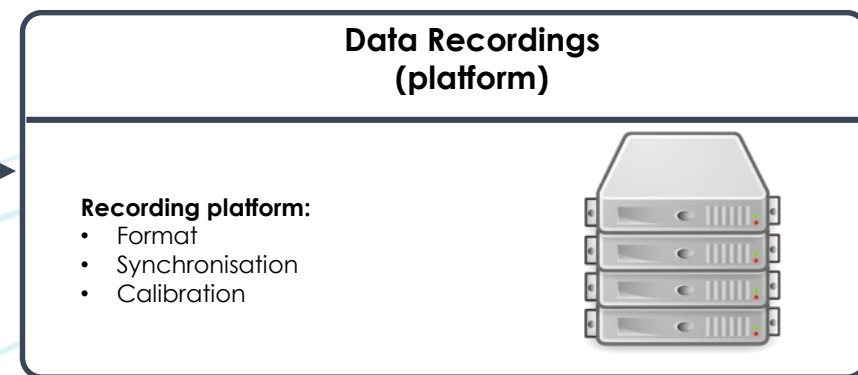 Data Recordings
(platform)
Recording platform:
• Format
• Synchronisation
• Calibration